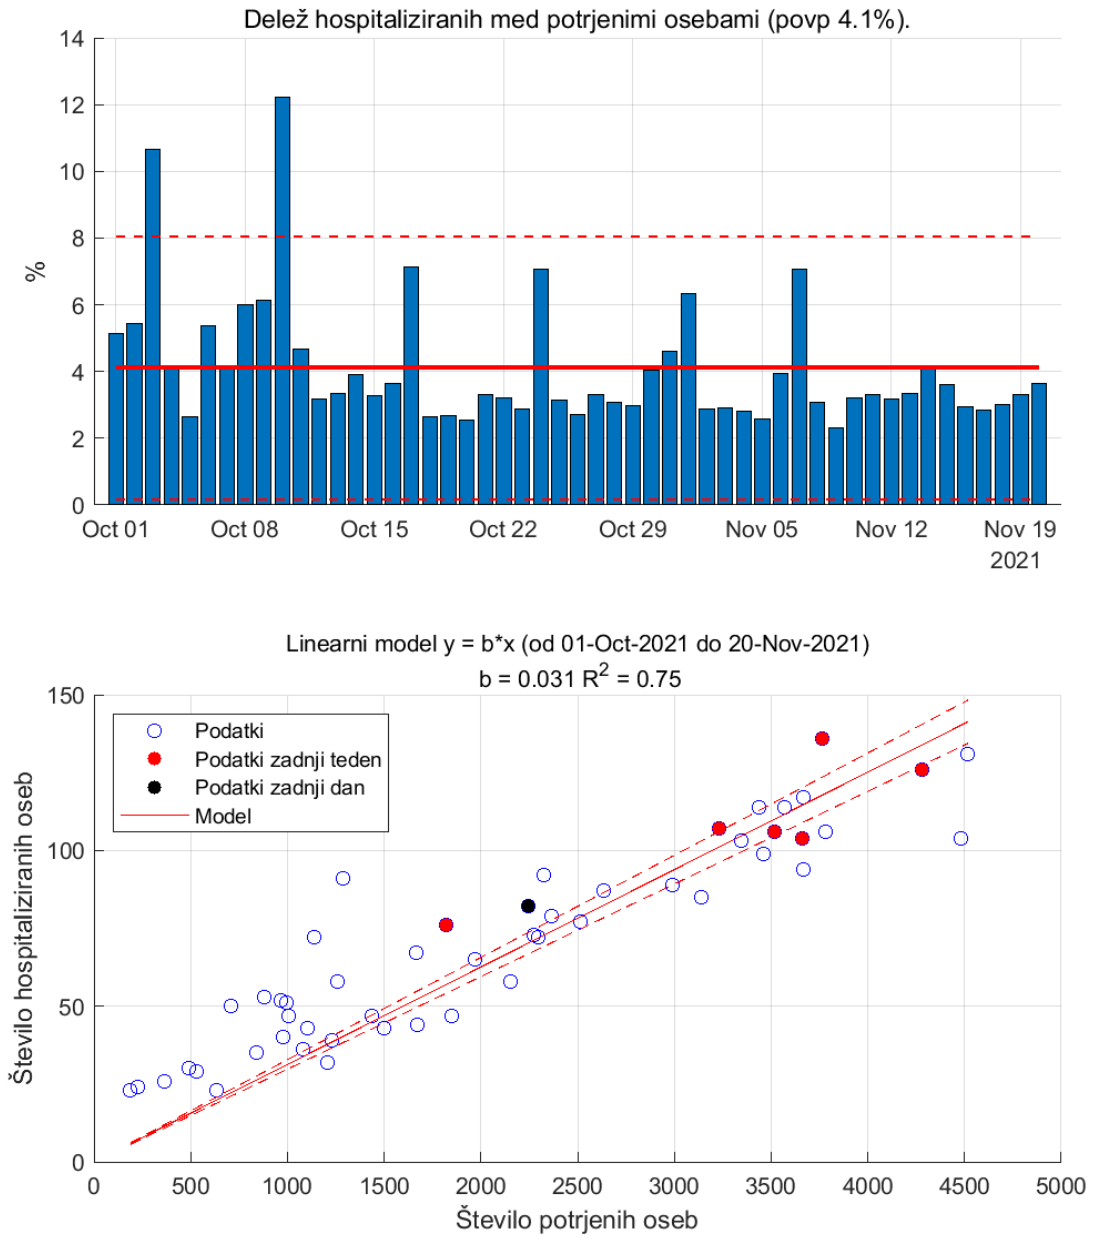 Delež hospitaliziranih med potrjenimi osebami (povp 4.1%).
14
12
10
8
6
4
2
0
%
Oct 01 Oct 08 Oct 15 Oct 22 Oct 29 Nov 05 Nov 12 Nov 19
2021
Linearni model y = b*x (od 01-Oct-2021 do 20-Nov-2021)
b = 0.031 R² = 0.75
150
100
50
0
Število hospitaliziranih oseb
Podatki
Podatki zadnji teden
Podatki zadnji dan
Model
0 500 1000 1500 2000 2500 3000 3500 4000 4500 5000
Število potrjenih oseb